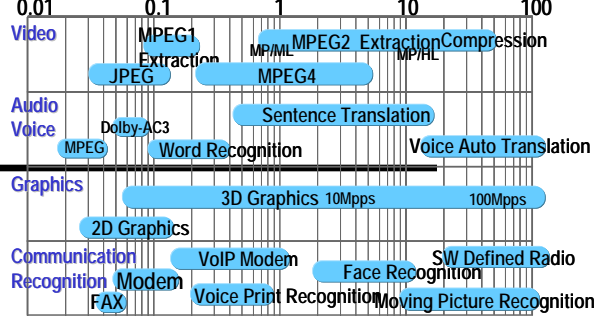 0.01 0.1 1 10 100
Video
MPEG1
Extraction
MPEG2 Extraction Compression
MP/ML
MP/HL
JPEG
MPEG4
Audio
Voice
Sentence Translation
Dolby-AC3
MPEG
Word Recognition
Voice Auto Translation
Graphics
3D Graphics 10Mpps 100Mpps
2D Graphics
Communication
Recognition
VoIP Modem
SW Defined Radio
Face Recognition
Modem
FAX
Voice Print Recognition
Moving Picture Recognition